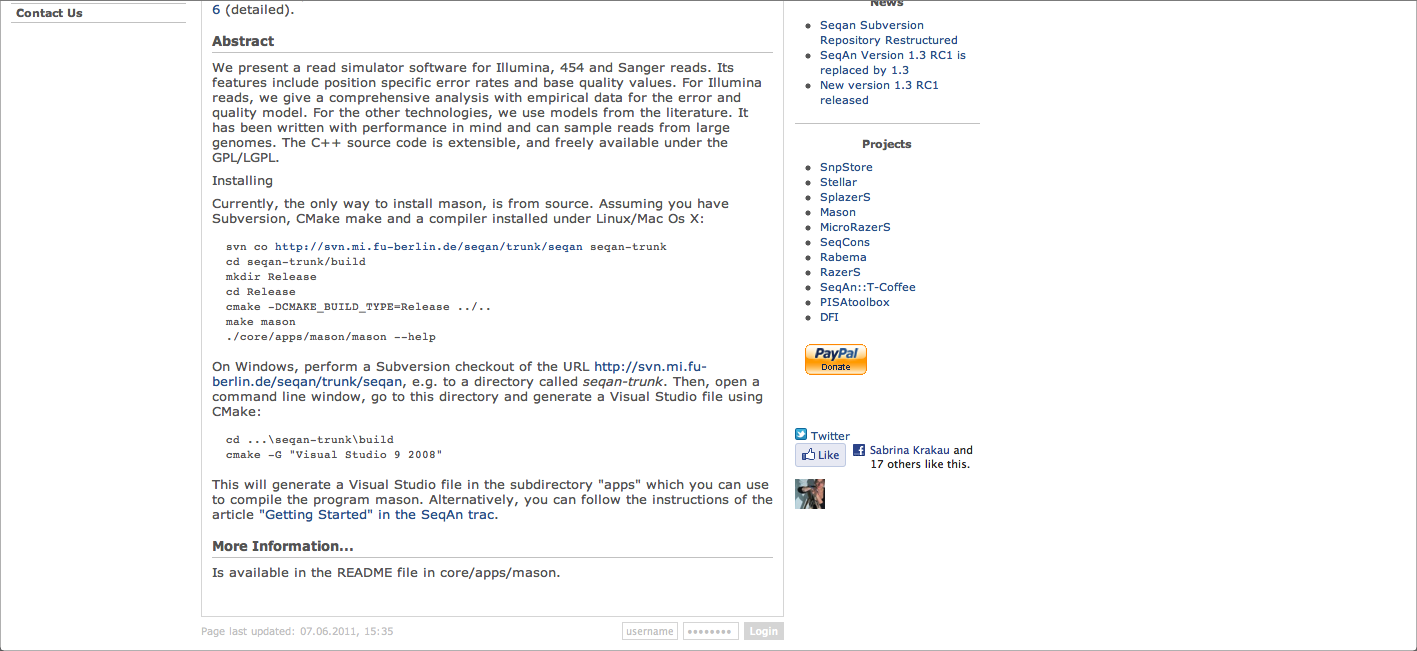 Contact Us
6 (detailed).
Abstract
We present a read simulator software for Illumina, 454 and Sanger reads. Its
features include position specific error rates and base quality values. For Illumina
reads, we give a comprehensive analysis with empirical data for the error and
quality model. For the other technologies, we use models from the literature. It
has been written with performance in mind and can sample reads from large
genomes. The C++ source code is extensible, and freely available under the
GPL/LGPL.
Installing
Currently, the only way to install mason, is from source. Assuming you have
Subversion, CMake make and a compiler installed under Linux/Mac Os X:
svn co http://svn.mi.fu-berlin.de/seqan/trunk/seqan seqan-trunk
cd seqan-trunk/build
mkdir Release
cd Release
cmake -DCMAKE_BUILD_TYPE=Release ../..
make mason
./core/apps/mason/mason --help
On Windows, perform a Subversion checkout of the URL http://svn.mi.fu-
berlin.de/seqan/trunk/seqan, e.g. to a directory called seqan-trunk. Then, open a
command line window, go to this directory and generate a Visual Studio file using
CMake:
cd ...\seqan-trunk\build
cmake -G "Visual Studio 9 2008"
This will generate a Visual Studio file in the subdirectory "apps" which you can use
to compile the program mason. Alternatively, you can follow the instructions of the
article "Getting Started" in the SeqAn trac.
More Information...
Is available in the README file in core/apps/mason.
Page last updated: 07.06.2011, 15:35
username
••••••••
Login
News
Seqan Subversion
Repository Restructured
SeqAn Version 1.3 RC1 is
replaced by 1.3
New version 1.3 RC1
released
Projects
SnpStore
Stellar
SplazerS
Mason
MicroRazerS
SeqCons
Rabema
RazerS
SeqAn::T-Coffee
PISAtoolbox
DFI
PayPal
Donate
Twitter
Like
Sabrina Krakau and
17 others like this.